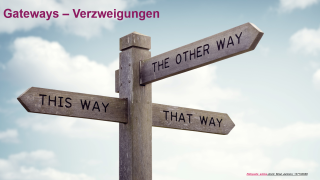 Gateways – Verzweigungen
THE OTHER WAY
THIS WAY
THAT WAY